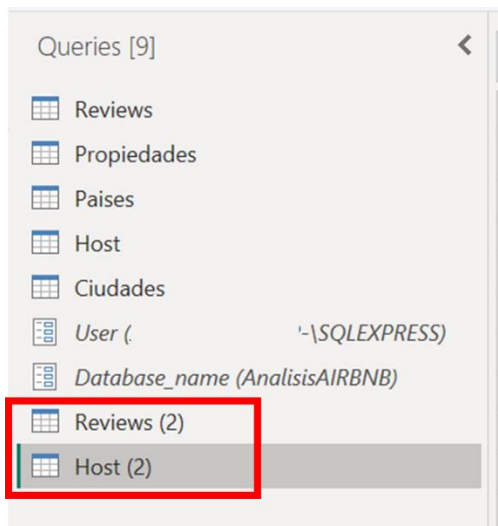 Queries [9]
Reviews
Propiedades
Paises
Host
Ciudades
User (. '-\SQLEXPRESS)
Database_name (AnalisisAIRBNB)
Reviews (2)
Host (2)